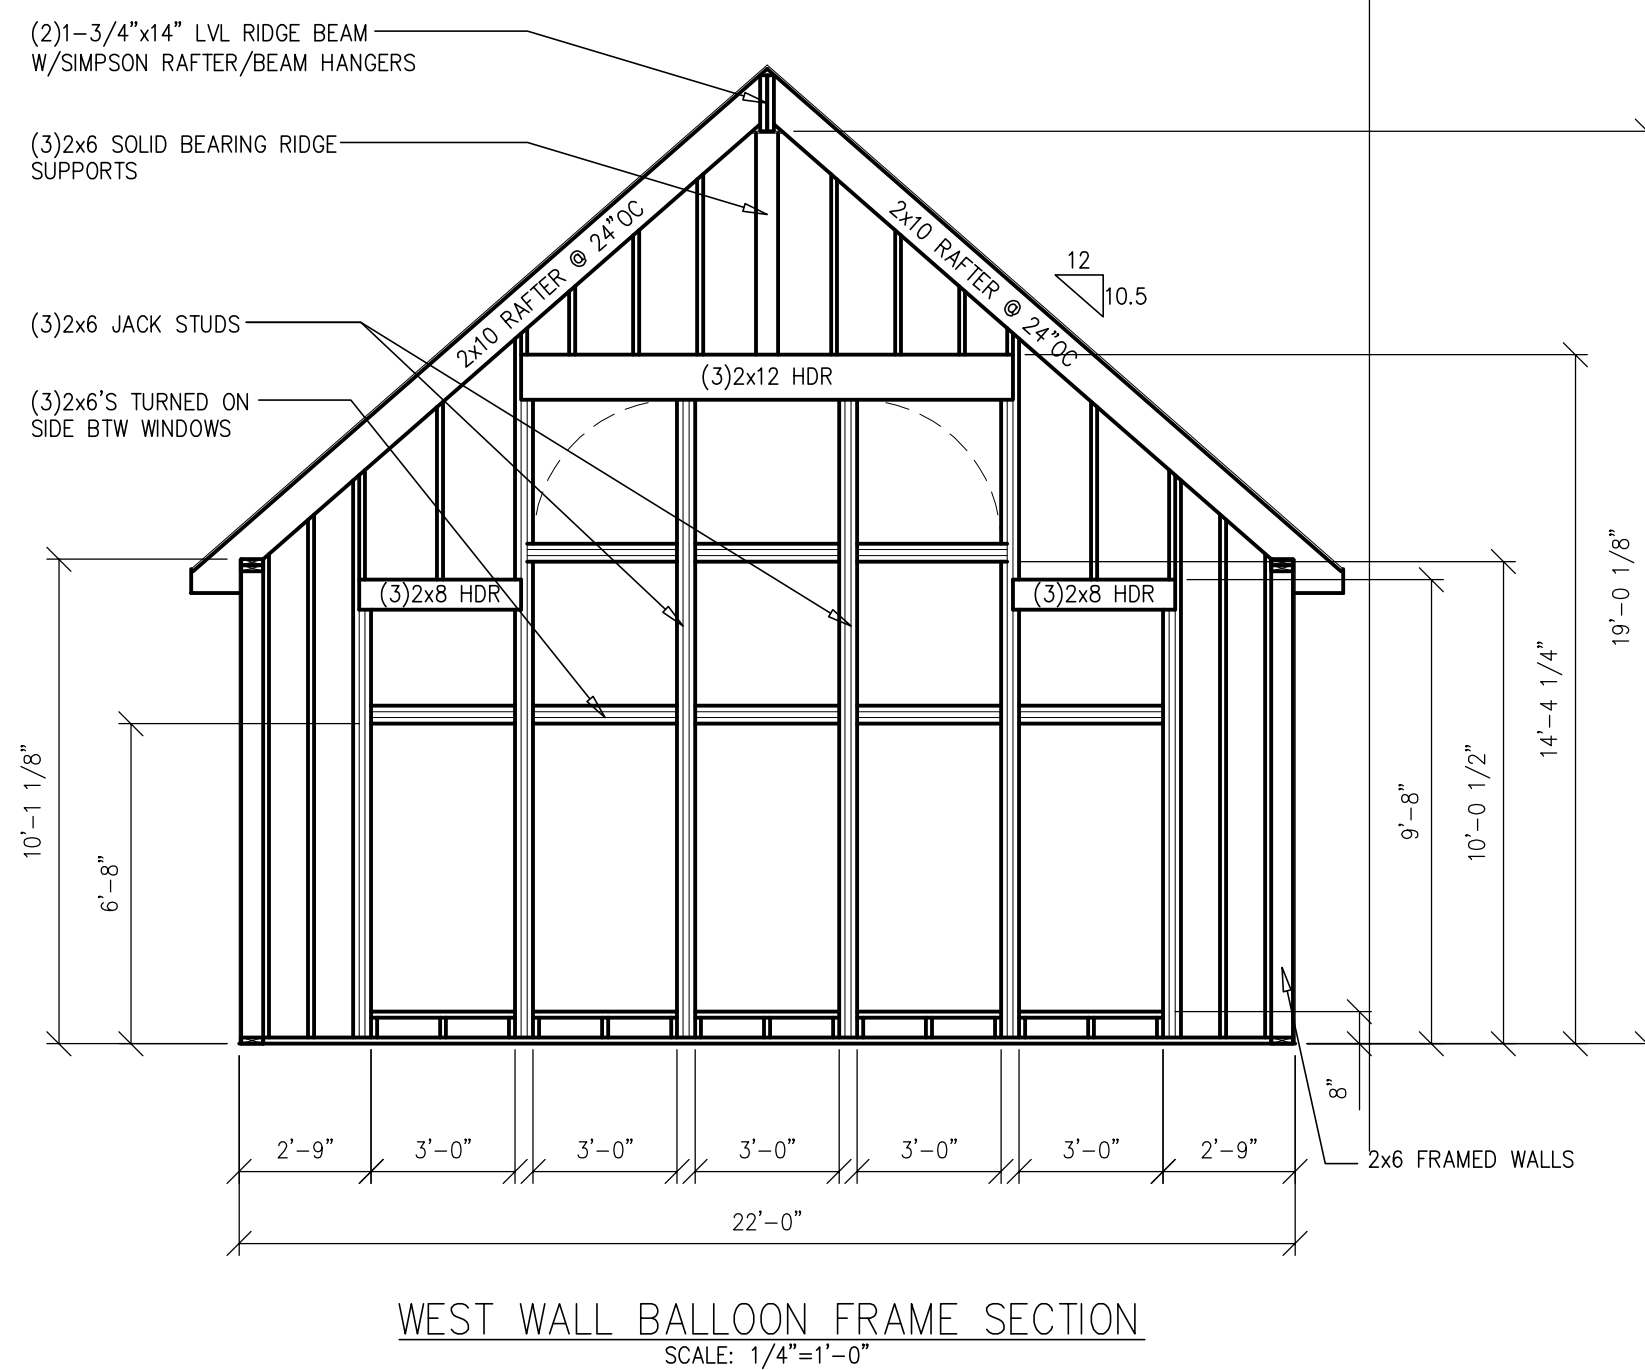 (2)1-3/4"x14" LVL RIDGE BEAM
W/SIMPSON RAFTER/BEAM HANGERS
(3)2x6 SOLID BEARING RIDGE
SUPPORTS
2x10 RAFTER @ 24"OC
2x10 RAFTER @ 24"OC
12
10.5
(3)2x6 JACK STUDS
(3)2x6'S TURNED ON
SIDE BTW WINDOWS
(3)2x12 HDR
(3)2x8 HDR
(3)2x8 HDR
10'-1 1/8"
6'-8"
9'-8"
10'-0 1/2"
14'-4 1/4"
19'-0 1/8"
8"
2'-9"
3'-0"
3'-0"
3'-0"
3'-0"
3'-0"
2'-9"
2x6 FRAMED WALLS
22'-0"
WEST WALL BALLOON FRAME SECTION
SCALE: 1/4"=1'-0"